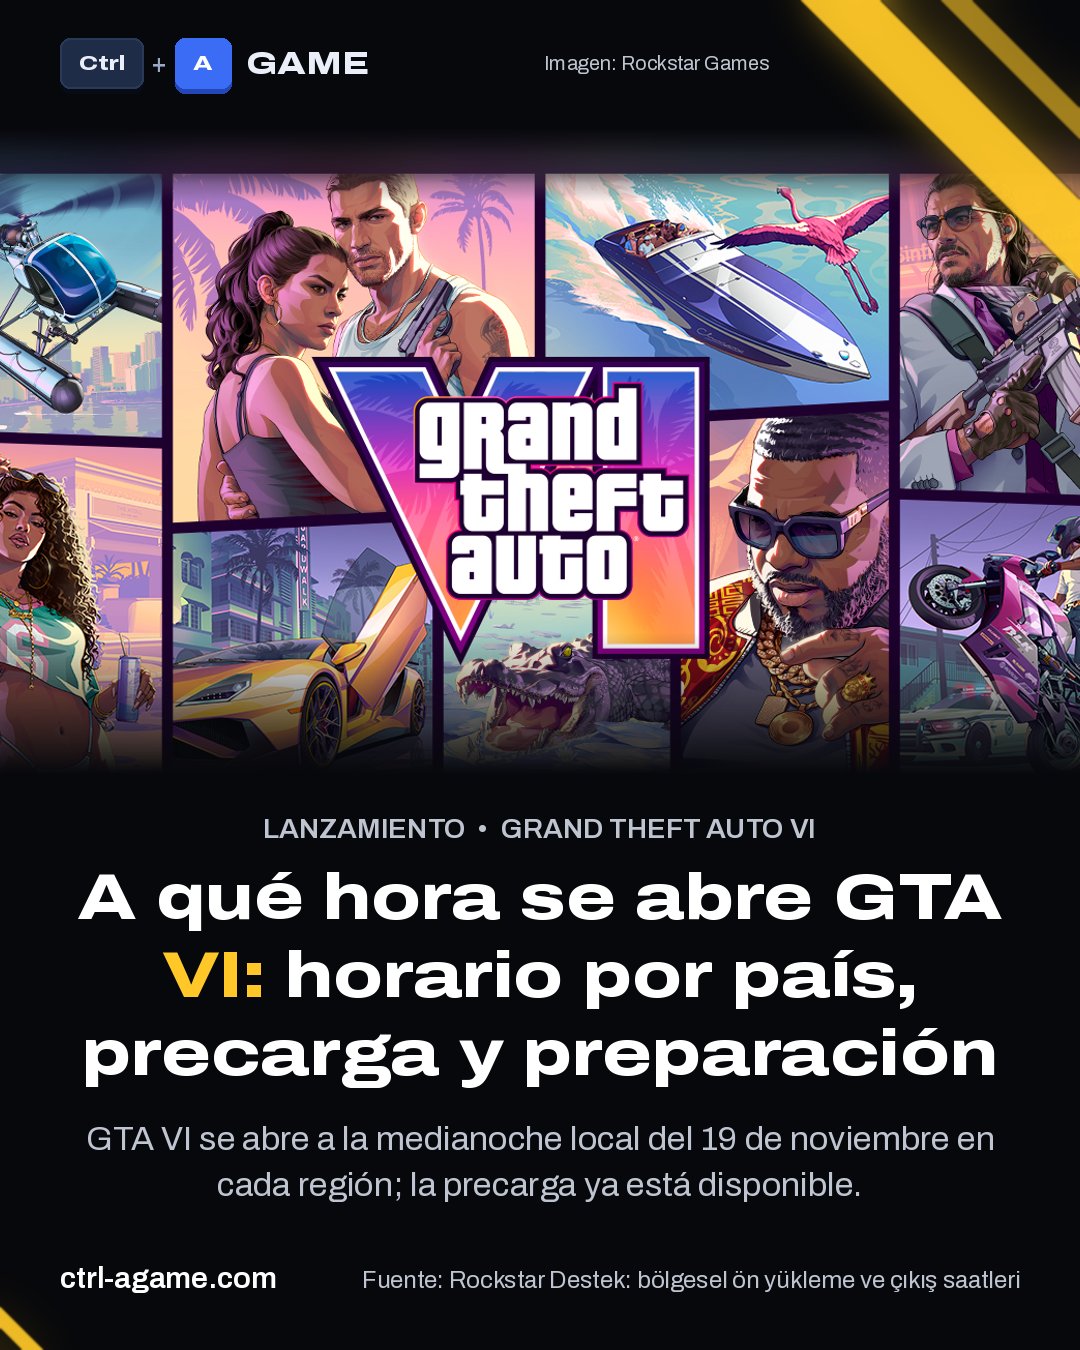 Ctrl + A GAME
Imagen: Rockstar Games
VI
grand
theft
auto
LANZAMIENTO • GRAND THEFT AUTO VI
A qué hora se abre GTA
VI: horario por país,
precarga y preparación
GTA VI se abre a la medianoche local del 19 de noviembre en
cada región; la precarga ya está disponible.
ctrl-agame.com
Fuente: Rockstar Destek: bölgesel ön yükleme ve çıkış saatleri